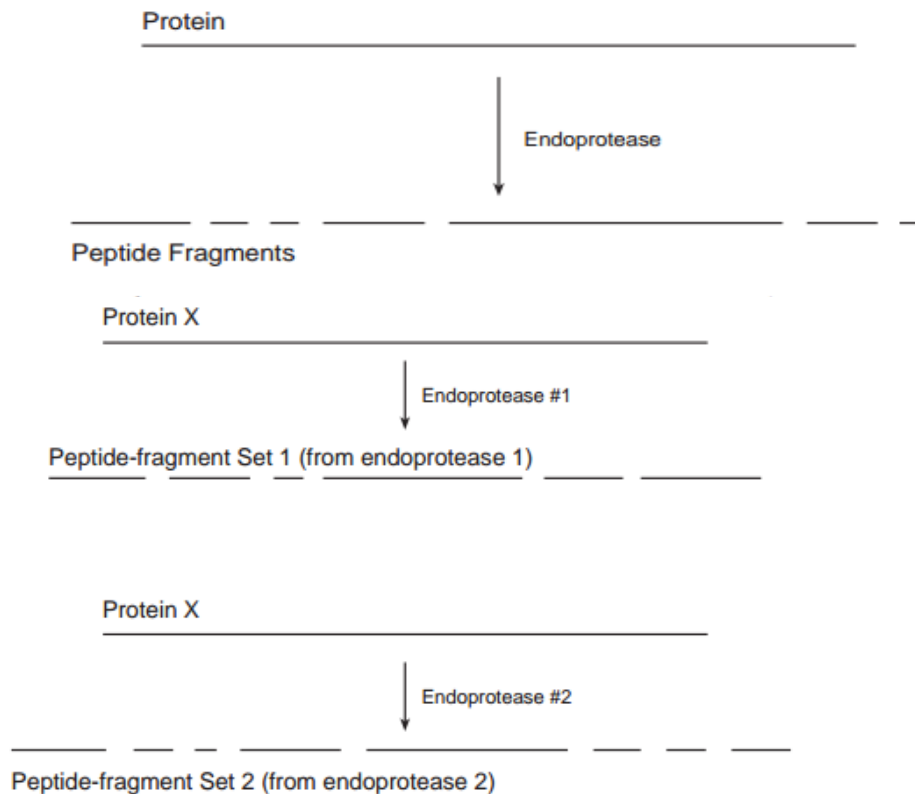 Protein
Endoprotease
Peptide Fragments
Protein X
Endoprotease #1
Peptide-fragment Set 1 (from endoprotease 1)
Protein X
Endoprotease #2
Peptide-fragment Set 2 (from endoprotease 2)